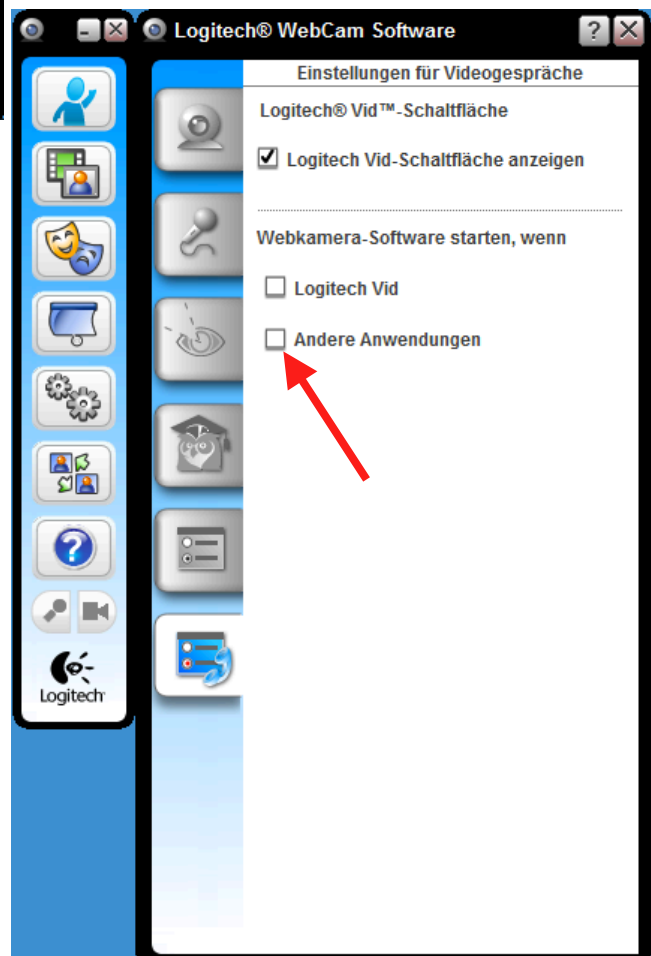 Logitech® WebCam Software
Einstellungen für Videogespräche
Logitech® Vid™-Schaltfläche
Logitech Vid-Schaltfläche anzeigen
Webkamera-Software starten, wenn
Logitech Vid
Andere Anwendungen
Logitech